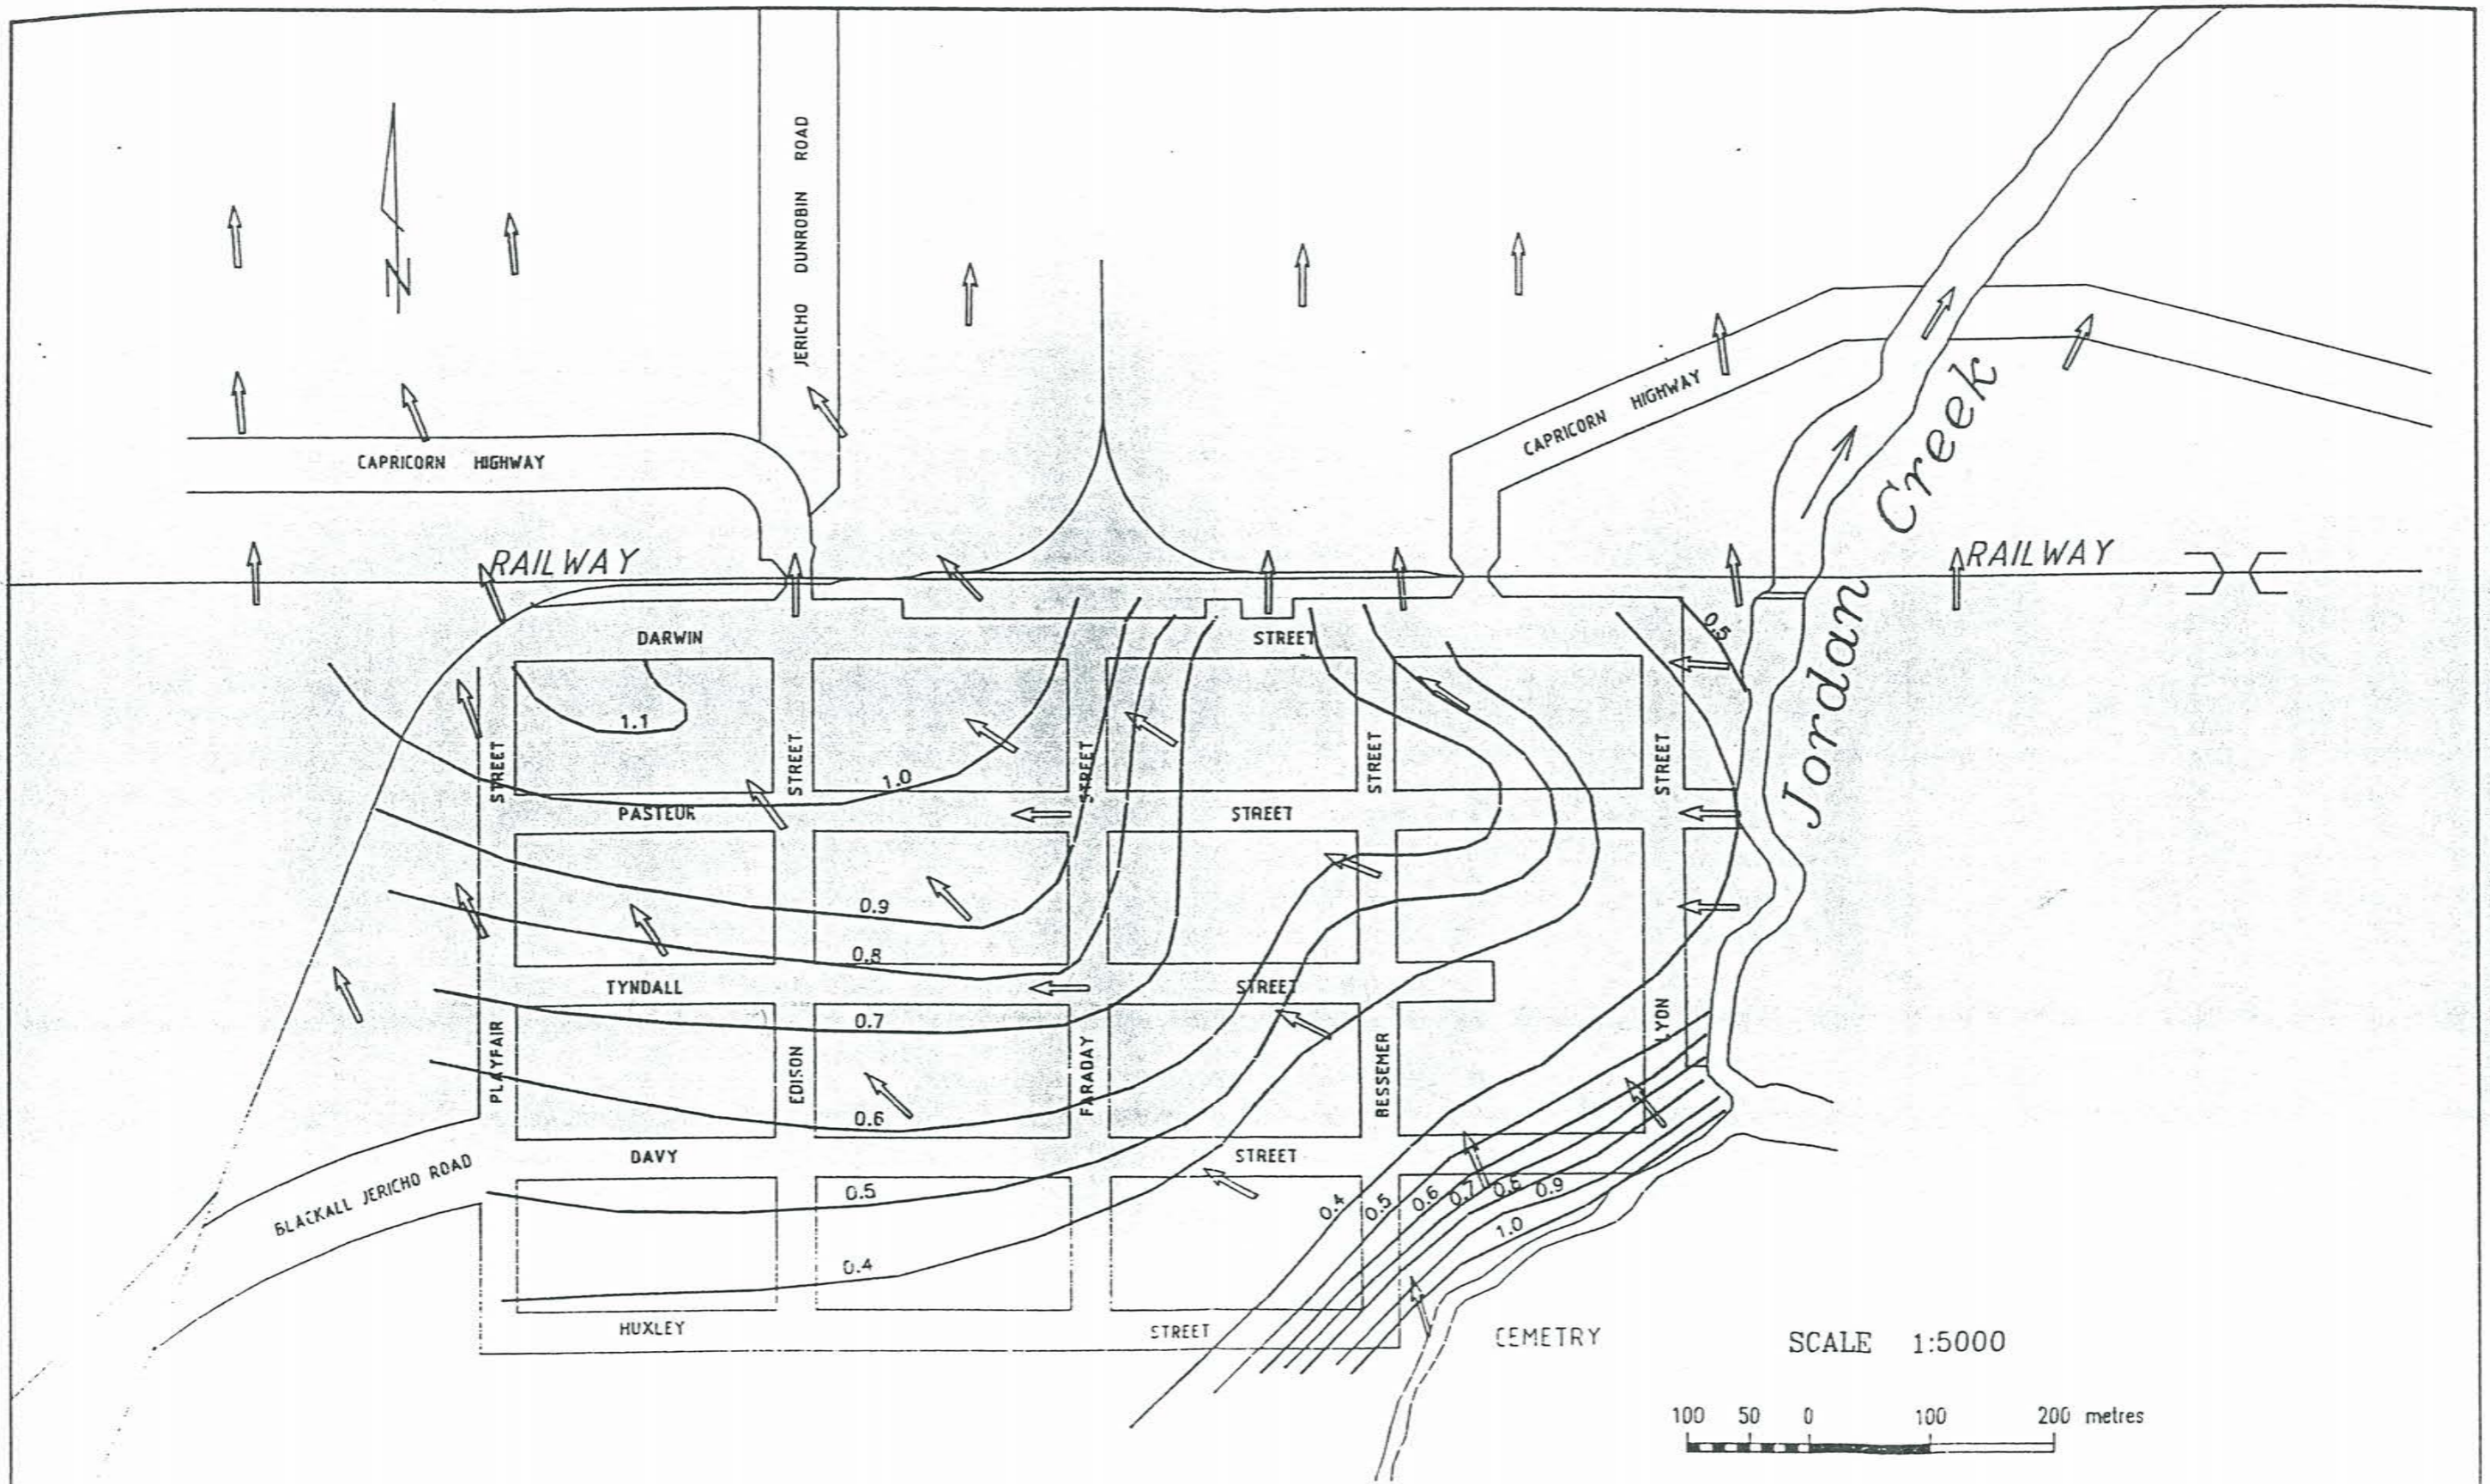 JERICHO DUNROBIN ROAD
N
CAPRICORN HIGHWAY
CAPRICORN HIGHWAY
Jordan Creek
RAILWAY
RAILWAY
DARWIN STREET
0.5
1.1
STREET
STREET
STREET
STREET
STREET
1.0
PASTEUR STREET
0.9
0.8
TYNDALL STREET
0.7
PLAYFAIR
EDISON
FARADAY
BESSEMER
LYON
0.6
DAVY STREET
BLACKALL JERICHO ROAD
0.5
0.4
0.4
0.5
0.6
0.7
0.8
0.9
1.0
HUXLEY STREET
CEMETRY
SCALE 1:5000
100 50 0 100 200 metres